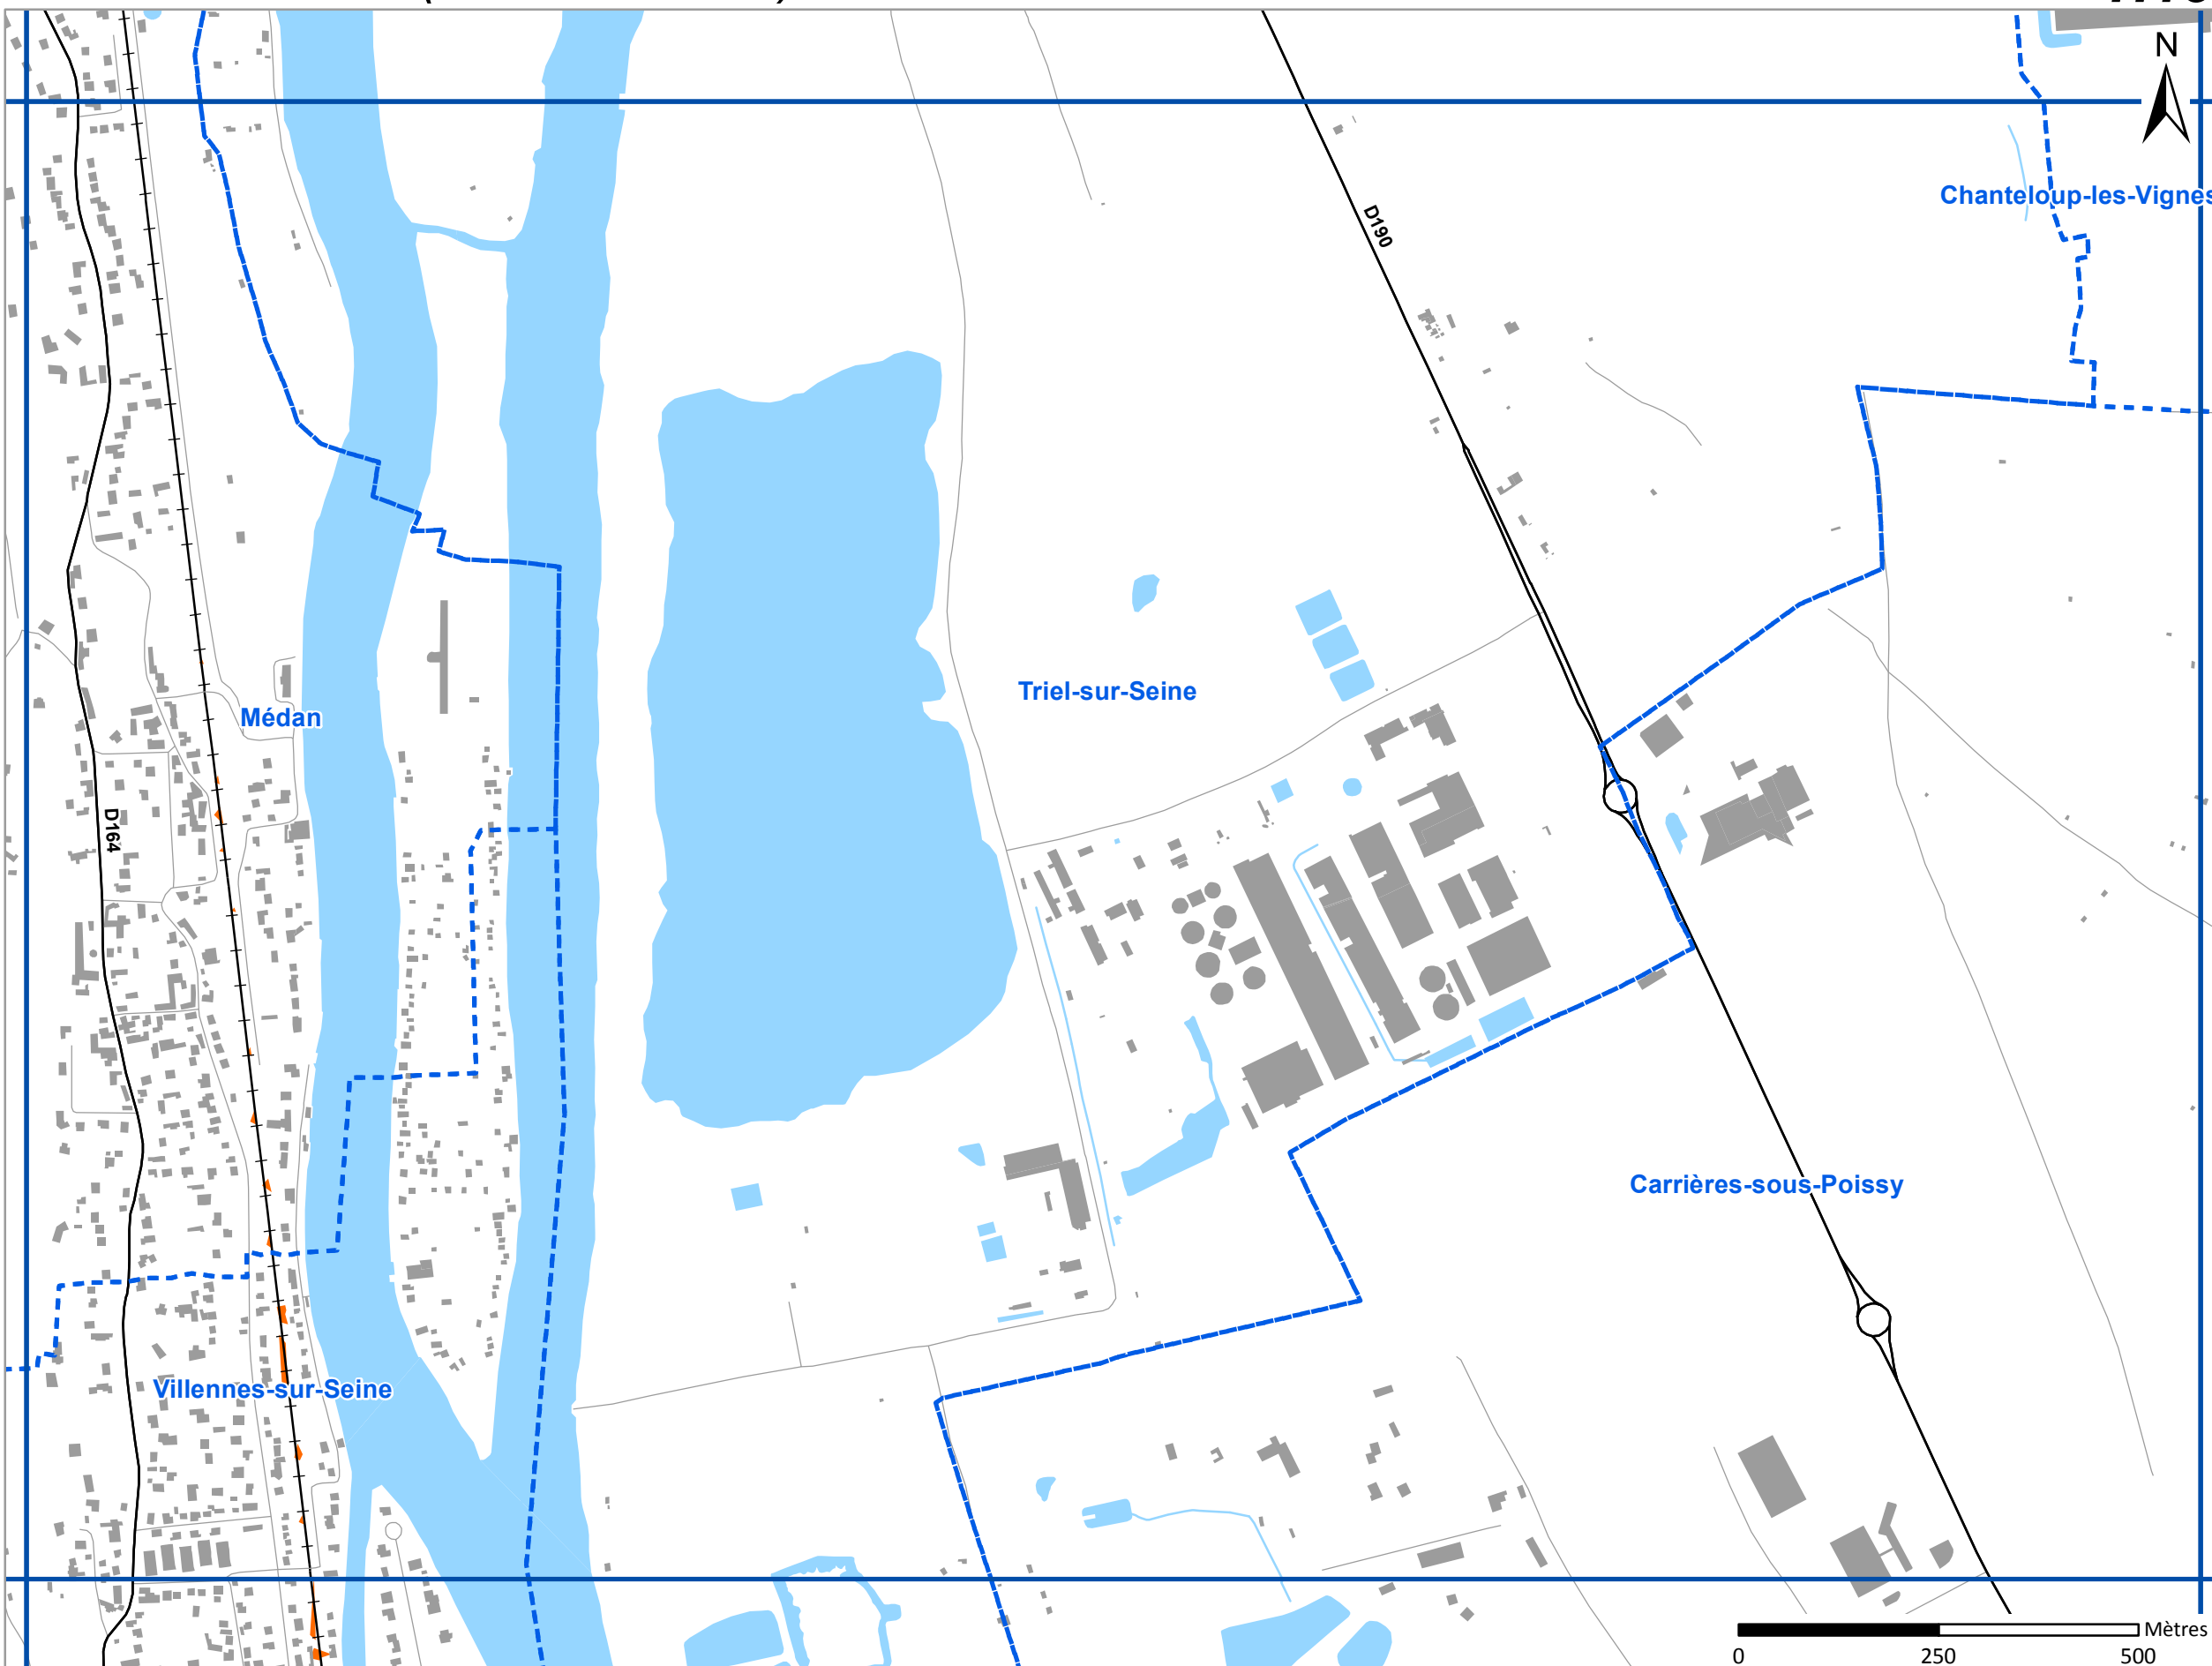 N
Chanteloup-les-Vignes
D190
Triel-sur-Seine
Médan
D164
Carrières-sous-Poissy
Villennes-sur-Seine
Mètres
0 250 500